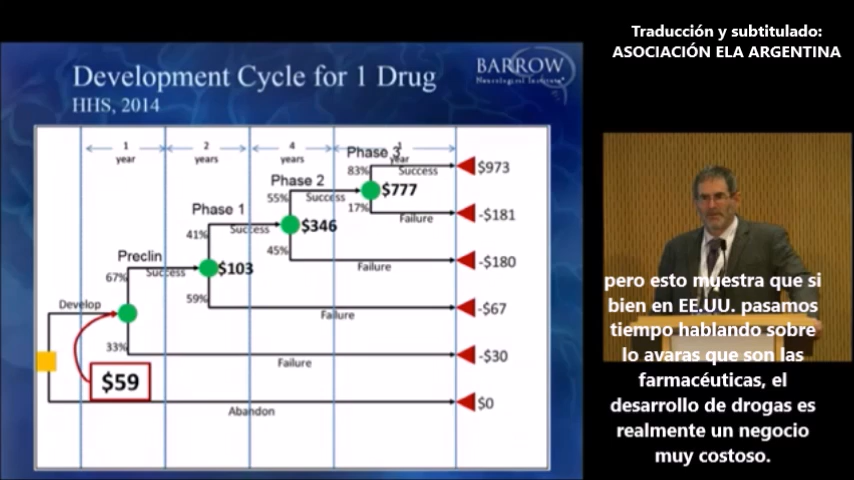 Traducción y subtitulado:
ASOCIACIÓN ELA ARGENTINA
Development Cycle for 1 Drug
HHS, 2014
BARROW
Neurological Institute
1
year
2
years
4
years
1
year
Phase 3
83%
Success
$973
$777
17%
Failure
-$181
Phase 2
55%
Success
$346
45%
Failure
-$180
Phase 1
41%
Success
$103
59%
Failure
-$67
Preclin
67%
Success
Develop
33%
Failure
-$30
$59
Abandon
$0
pero esto muestra que si
bien en EE.UU. pasamos
tiempo hablando sobre
lo avaras que son las
farmacéuticas, el
desarrollo de drogas es
realmente un negocio
muy costoso.